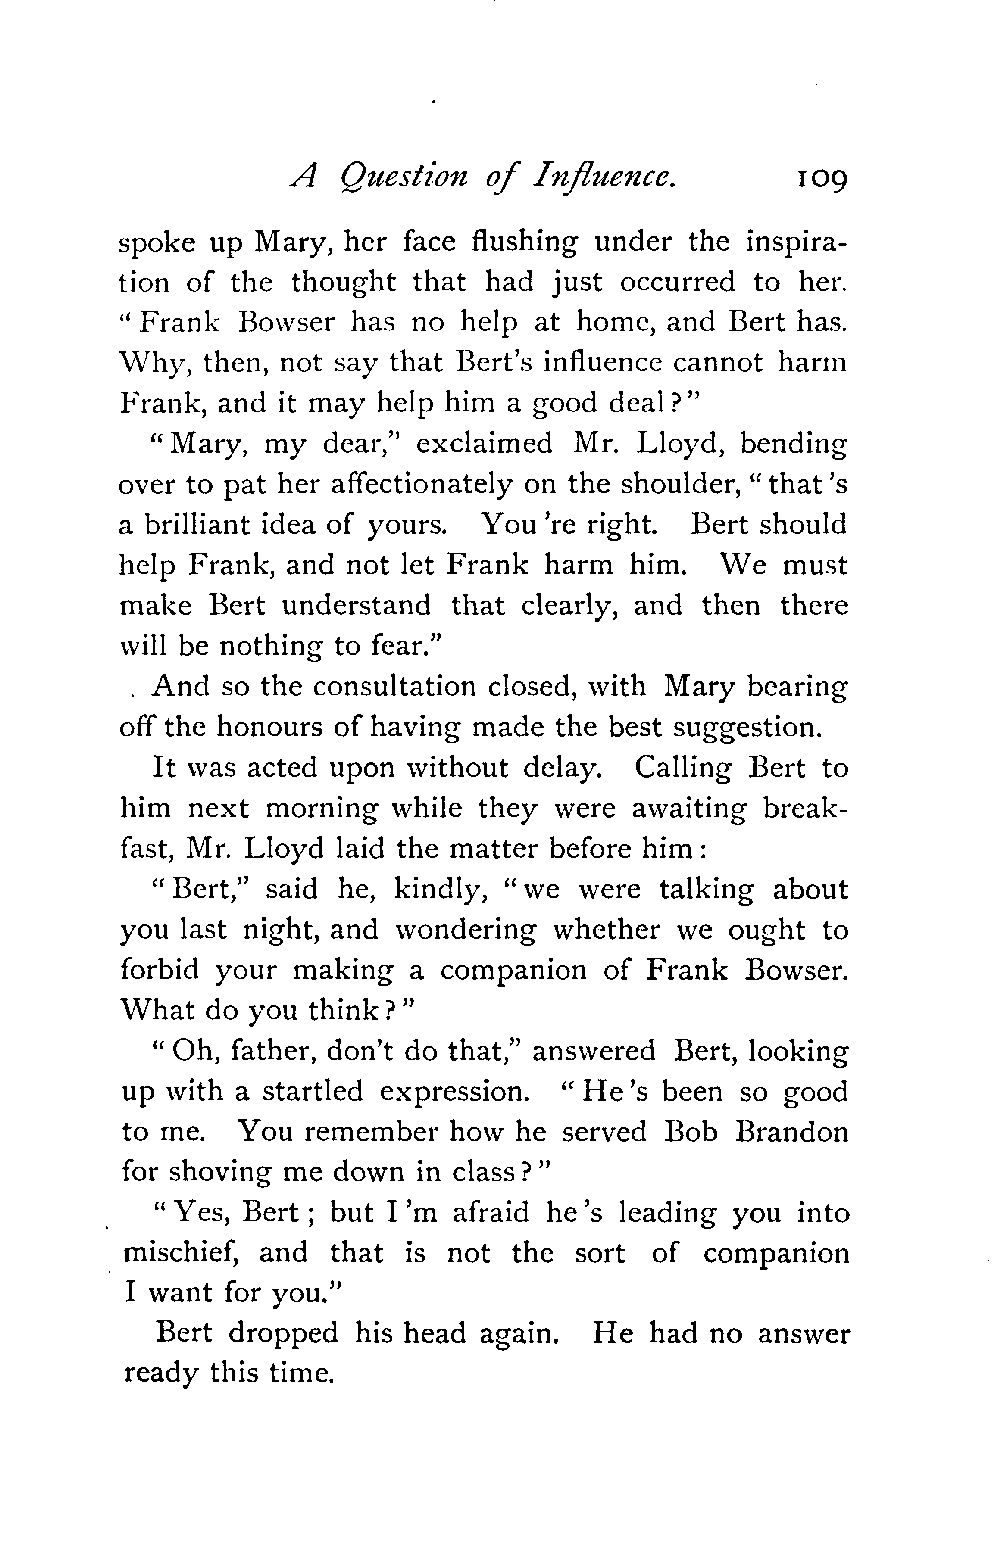 A Question of Influence. 109
spoke up Mary, her face flushing under the inspira-
tion of the thought that had just occurred to her.
“Frank Bowser has no help at home, and Bert has.
Why, then, not say that Bert’s influence cannot harm
Frank, and it may help him a good deal?”
“Mary, my dear,” exclaimed Mr. Lloyd, bending
over to pat her affectionately on the shoulder, “that’s
a brilliant idea of yours. You’re right. Bert should
help Frank, and not let Frank harm him. We must
make Bert understand that clearly, and then there
will be nothing to fear.”
And so the consultation closed, with Mary bearing
off the honours of having made the best suggestion.
It was acted upon without delay. Calling Bert to
him next morning while they were awaiting break-
fast, Mr. Lloyd laid the matter before him:
“Bert,” said he, kindly, “we were talking about
you last night, and wondering whether we ought to
forbid your making a companion of Frank Bowser.
What do you think?”
“Oh, father, don’t do that,” answered Bert, looking
up with a startled expression. “He’s been so good
to me. You remember how he served Bob Brandon
for shoving me down in class?”
“Yes, Bert; but I’m afraid he’s leading you into
mischief, and that is not the sort of companion
I want for you.”
Bert dropped his head again. He had no answer
ready this time.